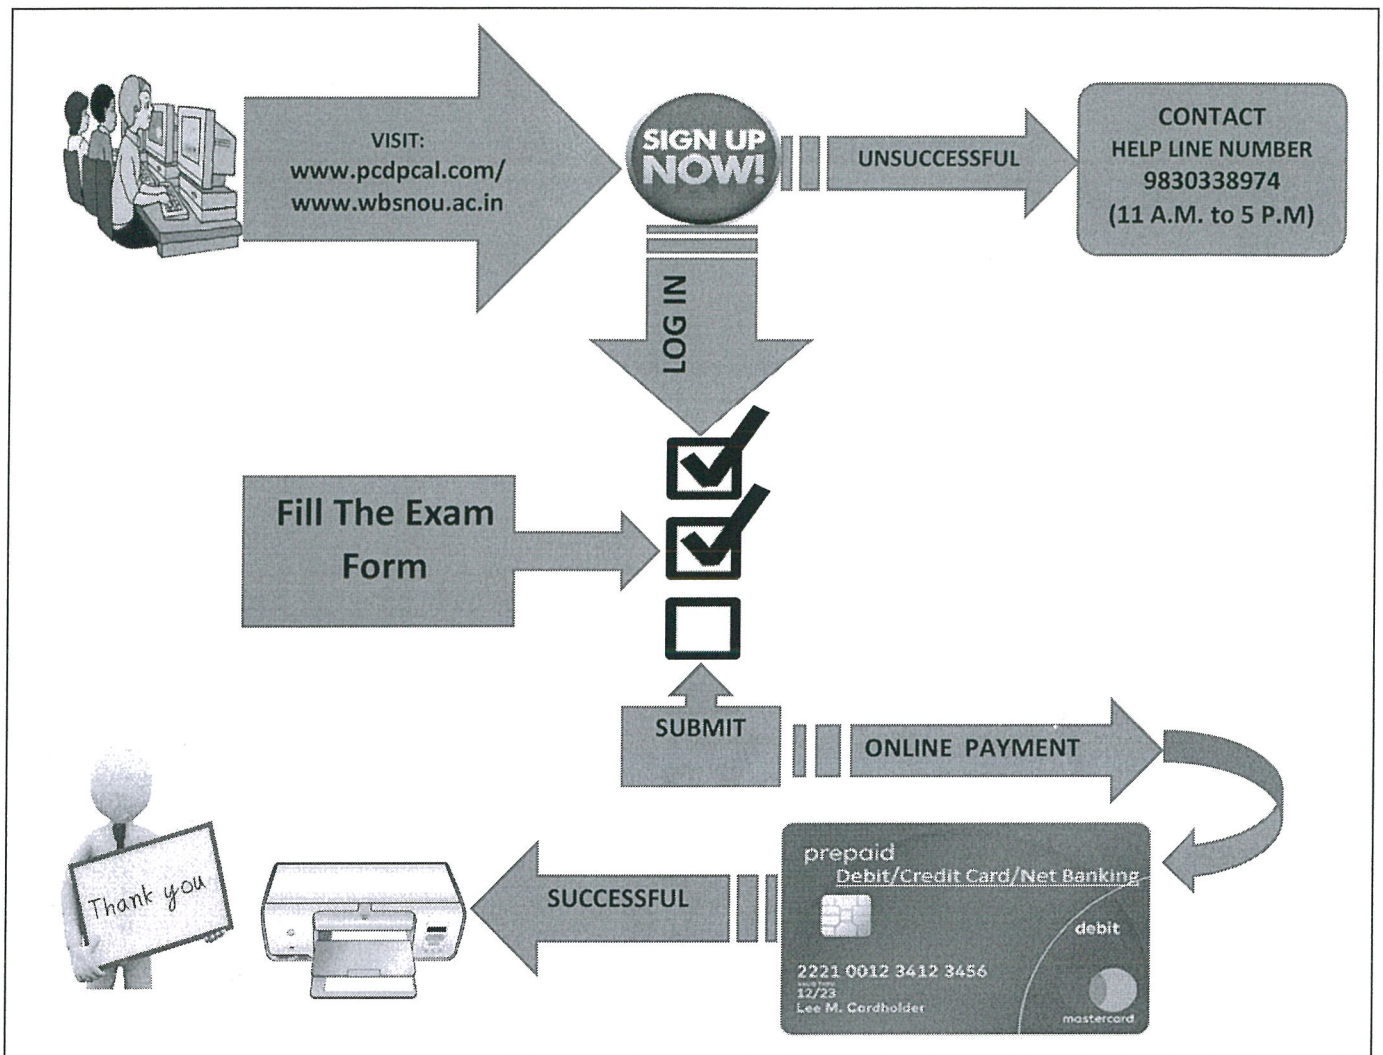 VISIT:
www.pcdpcal.com/
www.wbsnou.ac.in
SIGN UP
NOW!
UNSUCCESSFUL
CONTACT
HELP LINE NUMBER
9830338974
(11 A.M. to 5 P.M)
LOG IN
Fill The Exam
Form
SUBMIT
ONLINE PAYMENT
prepaid
Debit/Credit Card/Net Banking
debit
2221 0012 3412 3456
VALID THRU
12/23
Lee M. Cardholder
mastercard
SUCCESSFUL
Thank you